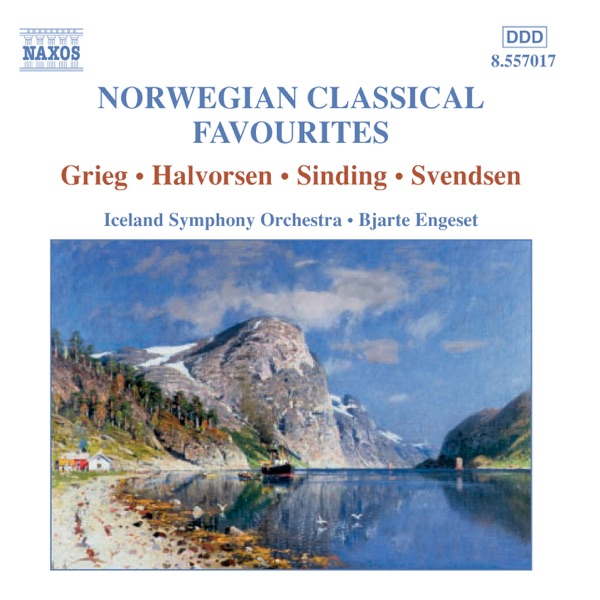 NAXOS
DDD
8.557017
NORWEGIAN CLASSICAL
FAVOURITES
Grieg • Halvorsen • Sinding • Svendsen
Iceland Symphony Orchestra • Bjarte Engeset